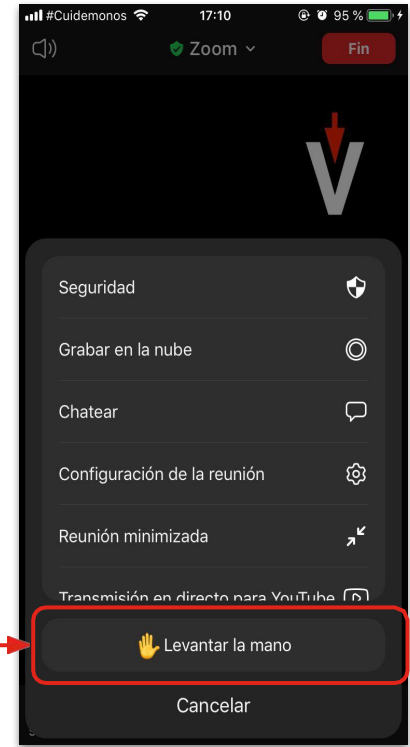 #Cuidemonos 17:10 95 %
Zoom Fin
V
Seguridad
Grabar en la nube
Chatear
Configuración de la reunión
Reunión minimizada
Transmisión en directo para YouTube
Levantar la mano
Cancelar